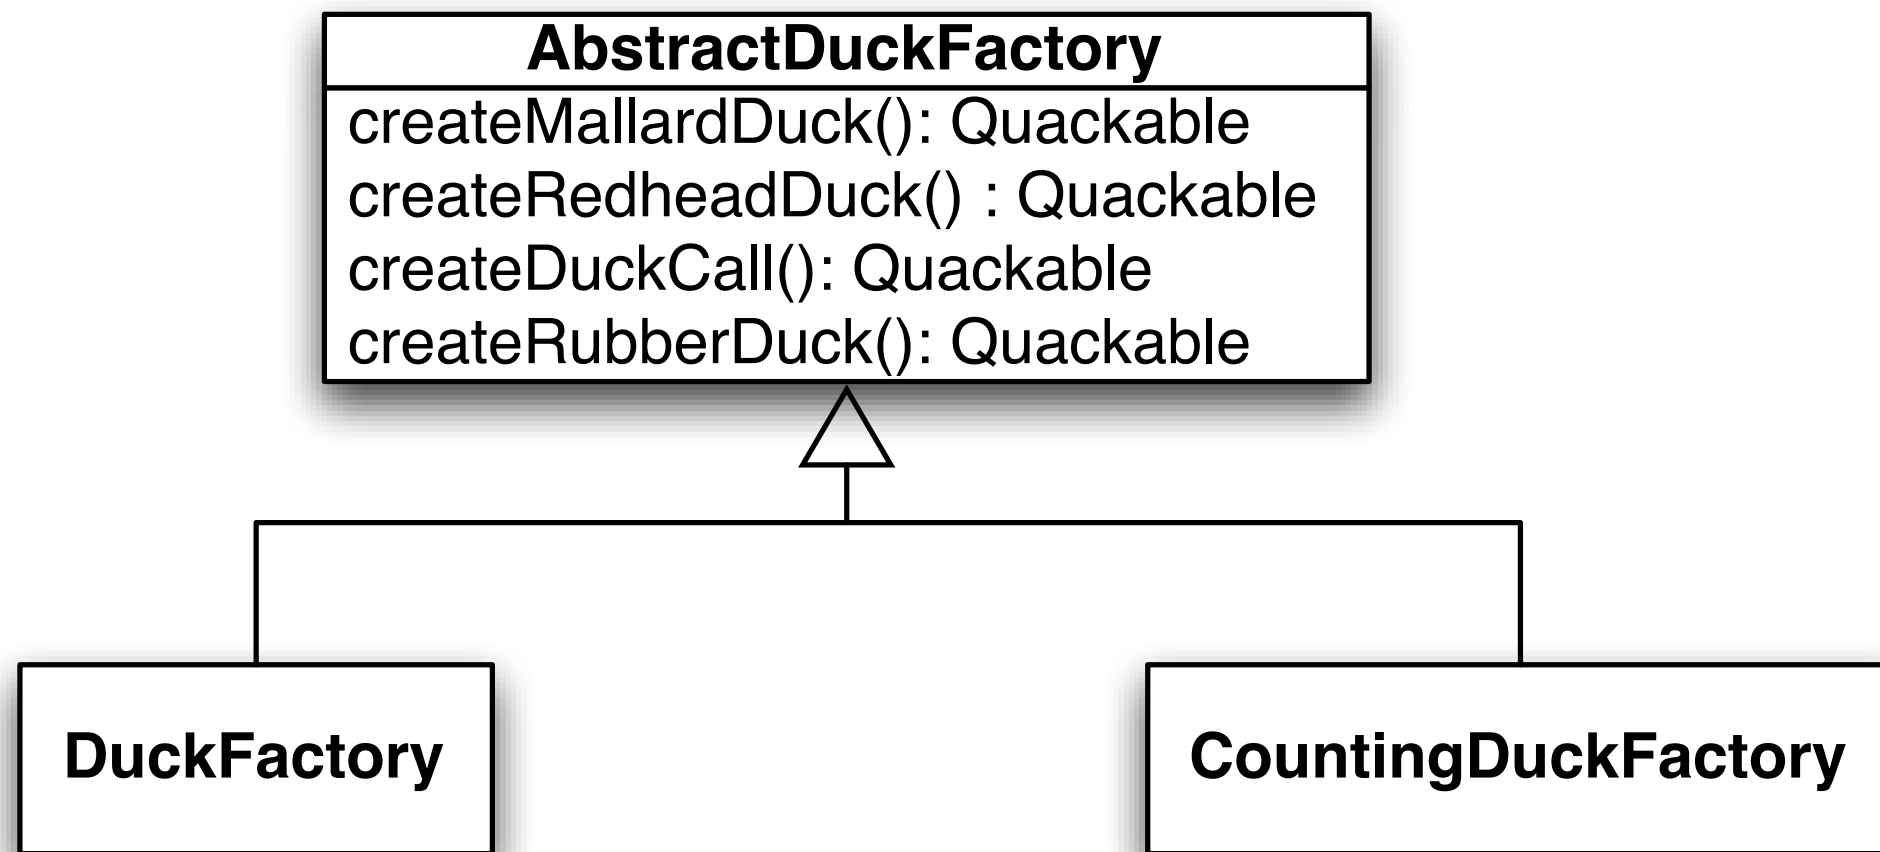 AbstractDuckFactory
createMallardDuck(): Quackable
createRedheadDuck() : Quackable
createDuckCall(): Quackable
createRubberDuck(): Quackable
DuckFactory
CountingDuckFactory